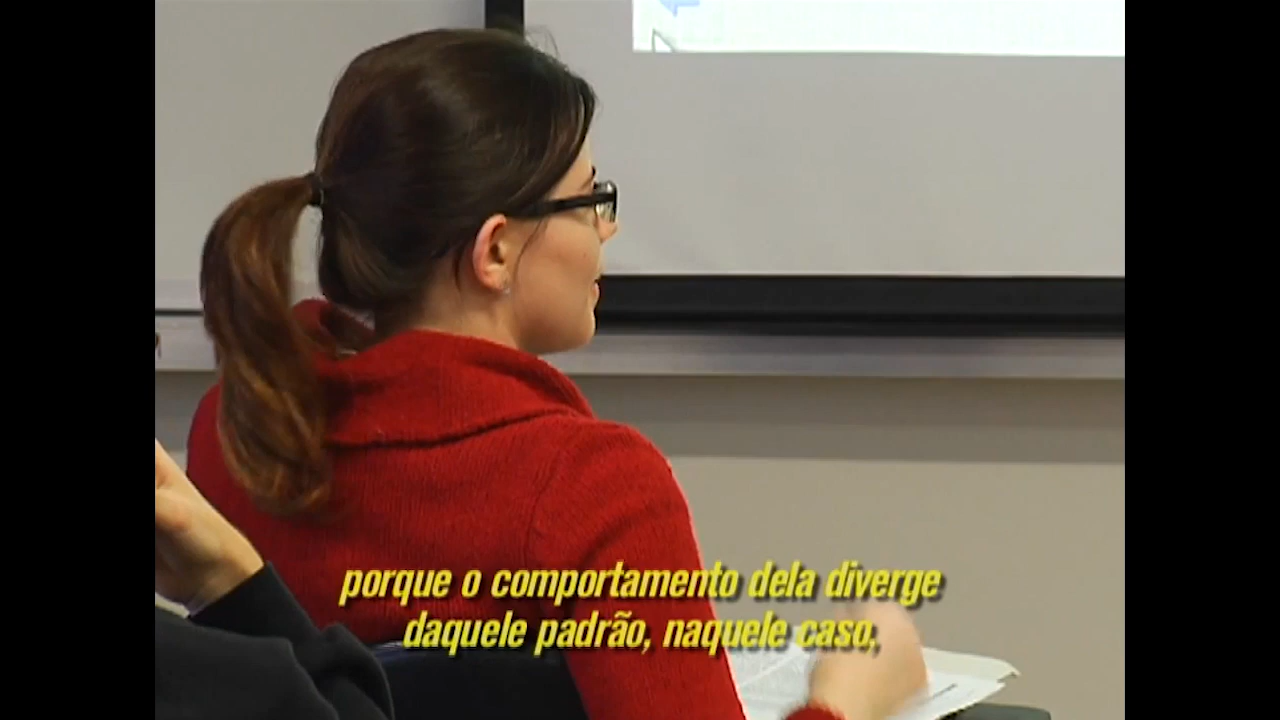 porque o comportamento dela diverge
daquele padrão, naquele caso,